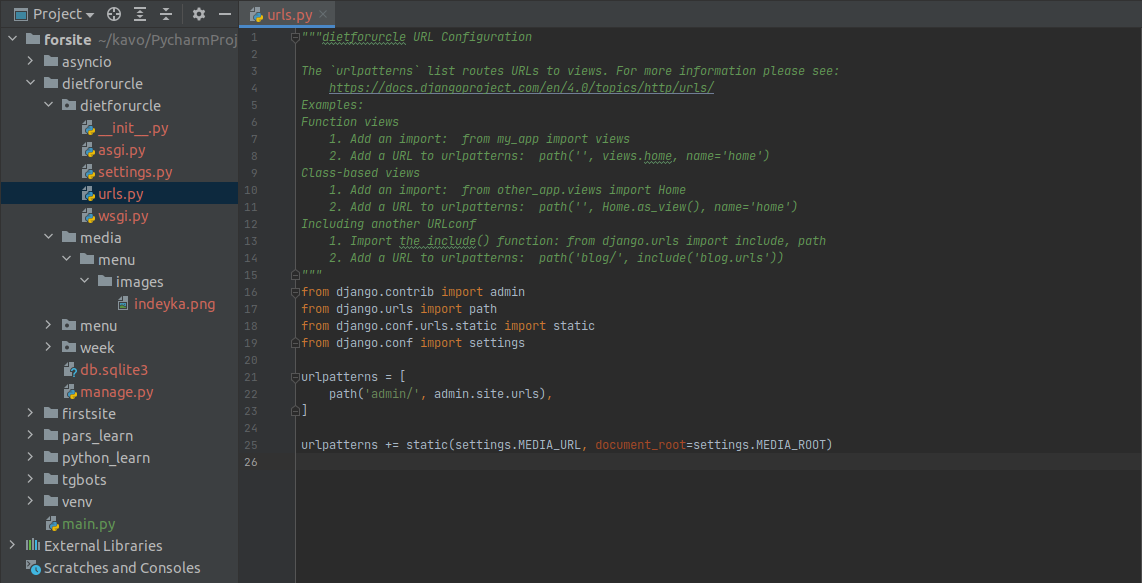 Project
urls.py
forsite ~/kavo/PycharmProj
asyncio
dietforurcle
dietforurcle
__init__.py
asgi.py
settings.py
urls.py
wsgi.py
media
menu
images
indeyka.png
menu
week
db.sqlite3
manage.py
firstsite
pars_learn
python_learn
tgbots
venv
main.py
External Libraries
Scratches and Consoles
1 """dietforurcle URL Configuration
2
3 The `urlpatterns` list routes URLs to views. For more information please see:
4     https://docs.djangoproject.com/en/4.0/topics/http/urls/
5 Examples:
6 Function views
7     1. Add an import:  from my_app import views
8     2. Add a URL to urlpatterns:  path('', views.home, name='home')
9 Class-based views
10     1. Add an import:  from other_app.views import Home
11     2. Add a URL to urlpatterns:  path('', Home.as_view(), name='home')
12 Including another URLconf
13     1. Import the include() function: from django.urls import include, path
14     2. Add a URL to urlpatterns:  path('blog/', include('blog.urls'))
15 """
16 from django.contrib import admin
17 from django.urls import path
18 from django.conf.urls.static import static
19 from django.conf import settings
20
21 urlpatterns = [
22     path('admin/', admin.site.urls),
23 ]
24
25 urlpatterns += static(settings.MEDIA_URL, document_root=settings.MEDIA_ROOT)
26